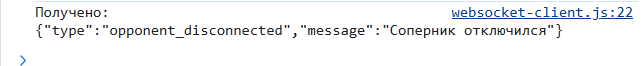 Получено: websocket-client.js:22
{"type":"opponent_disconnected","message":"Соперник отключился"}